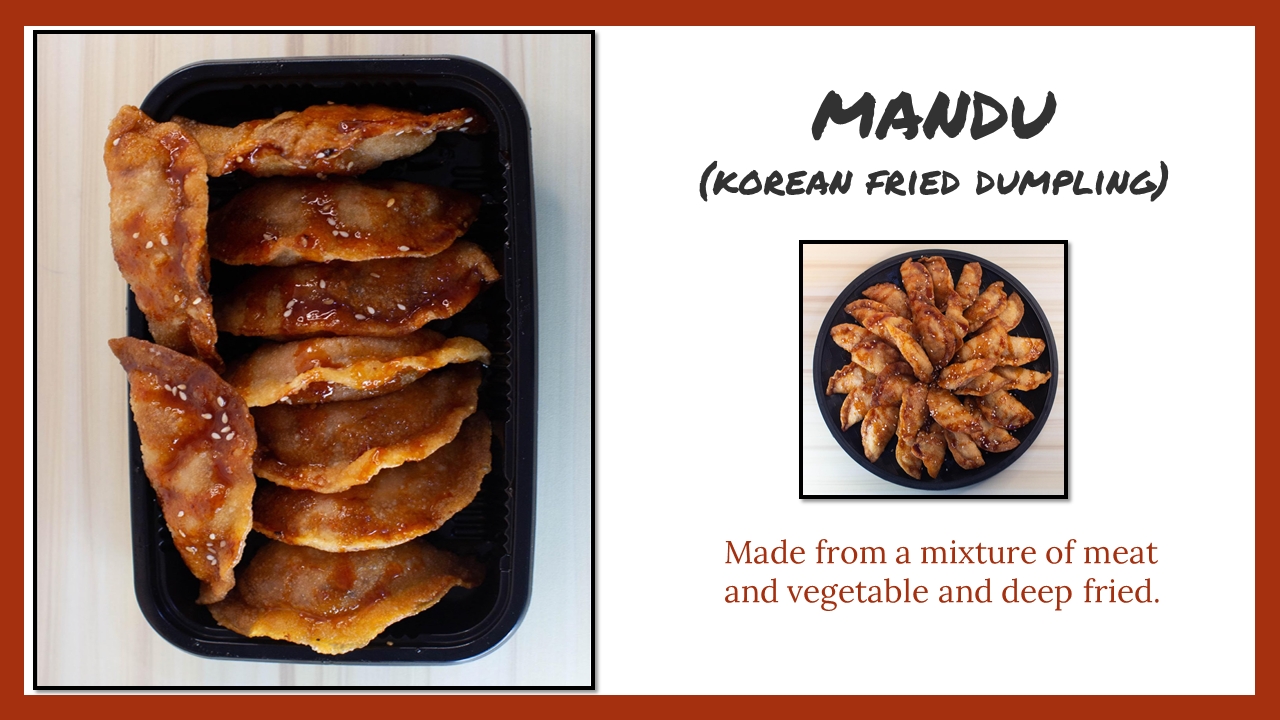 MANDU
(KOREAN FRIED DUMPLING)
Made from a mixture of meat
and vegetable and deep fried.